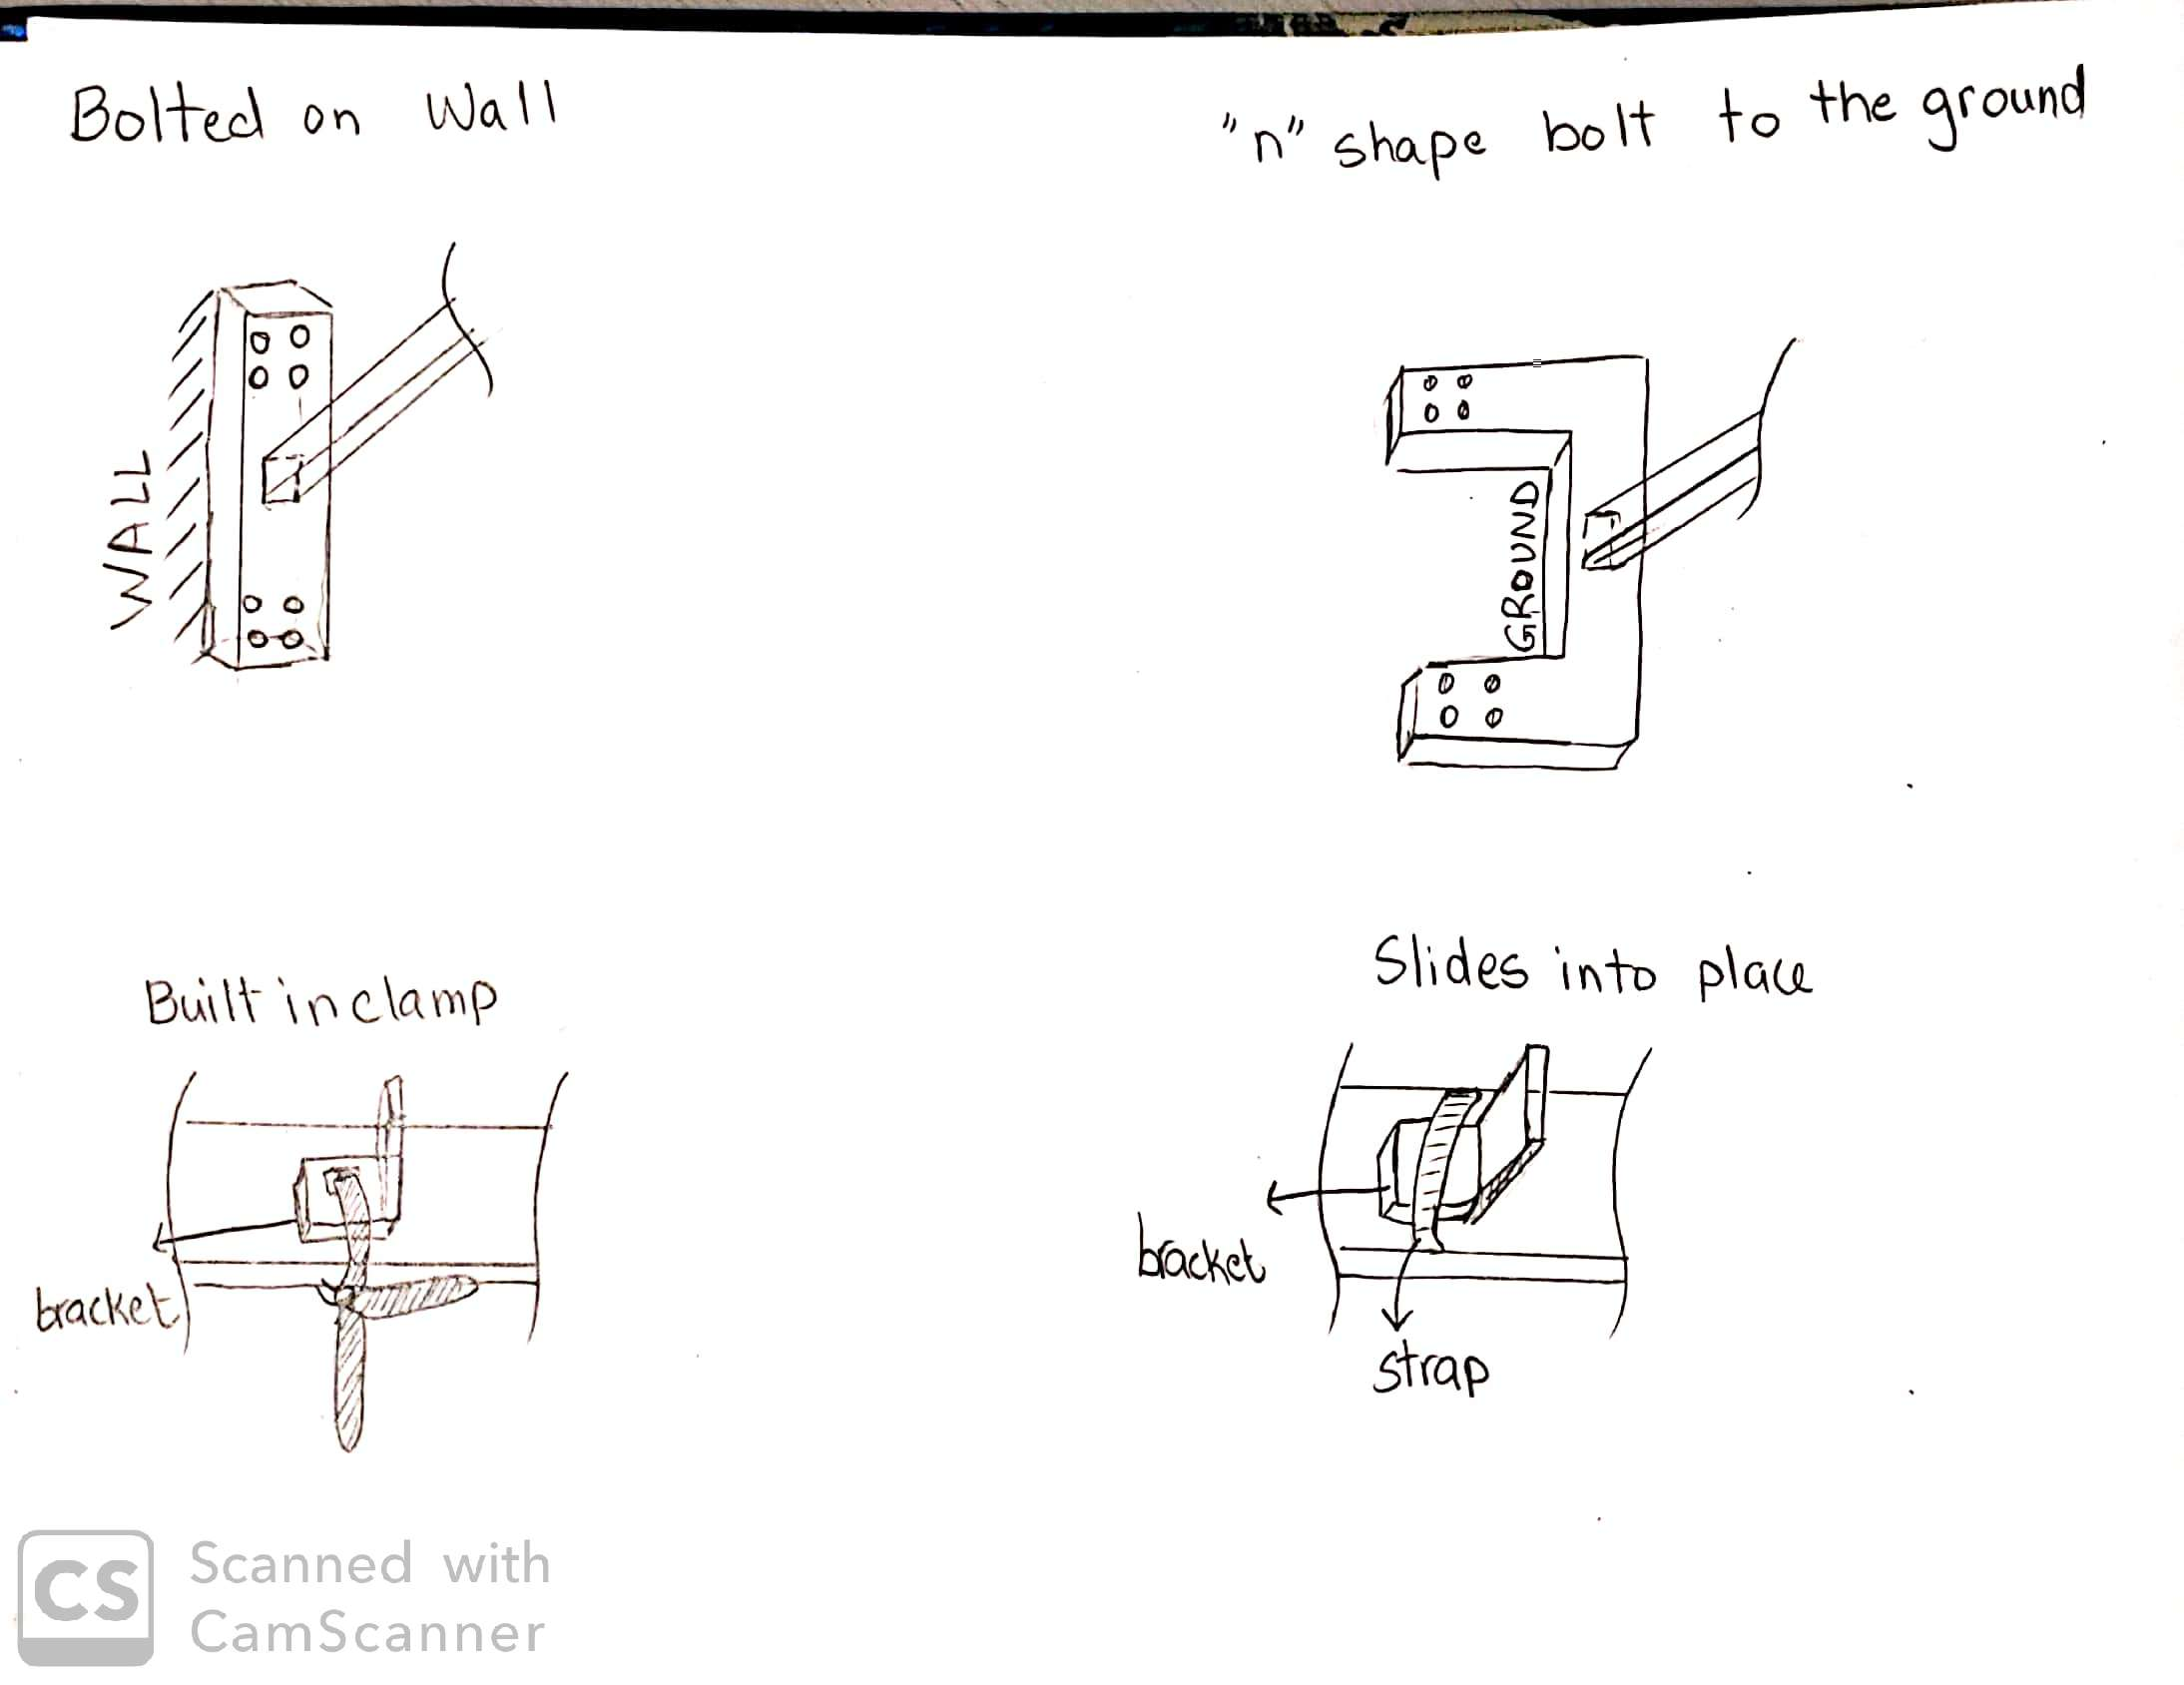 Bolted on Wall
"n" shape bolt to the ground
WALL
GROUND
Built in clamp
Slides into place
bracket
bracket
strap
CS
Scanned with
CamScanner